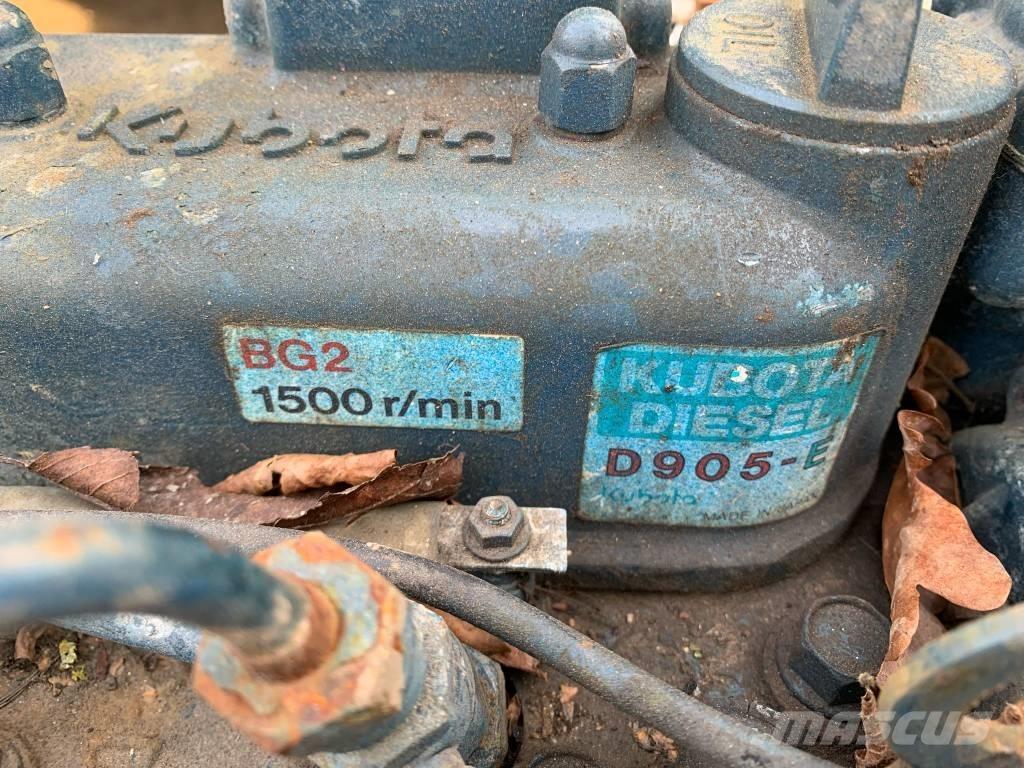 OIL
Kubota
BG2
1500 r/min
KUBOTA
DIESEL
D905-E
Kubota
MADE IN
MASCUS